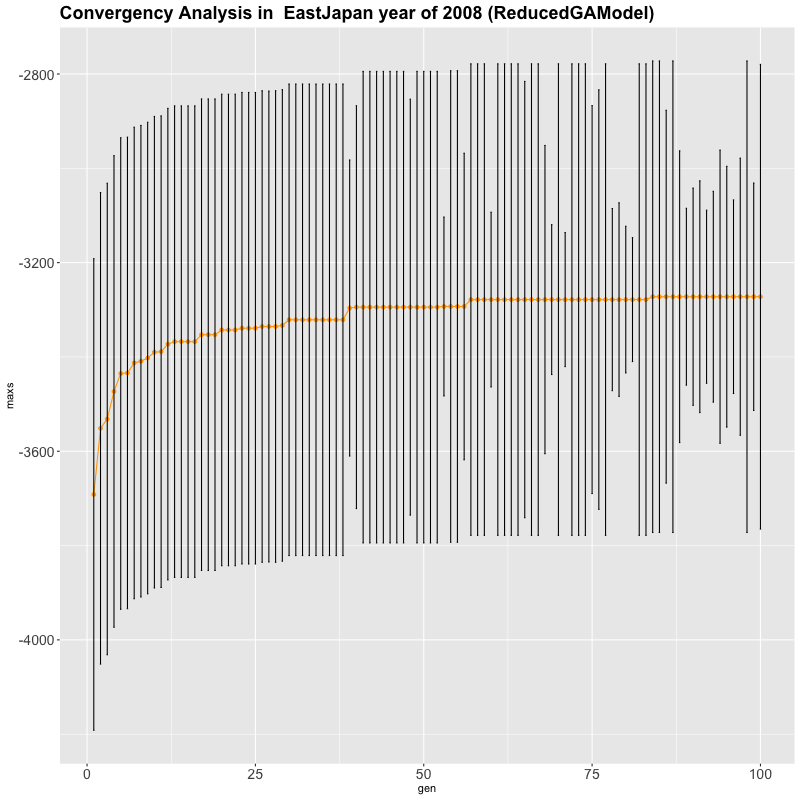 Convergency Analysis in  EastJapan year of 2008 (ReducedGAModel)
-2800
-3200
-3600
-4000
maxs
0 25 50 75 100
gen